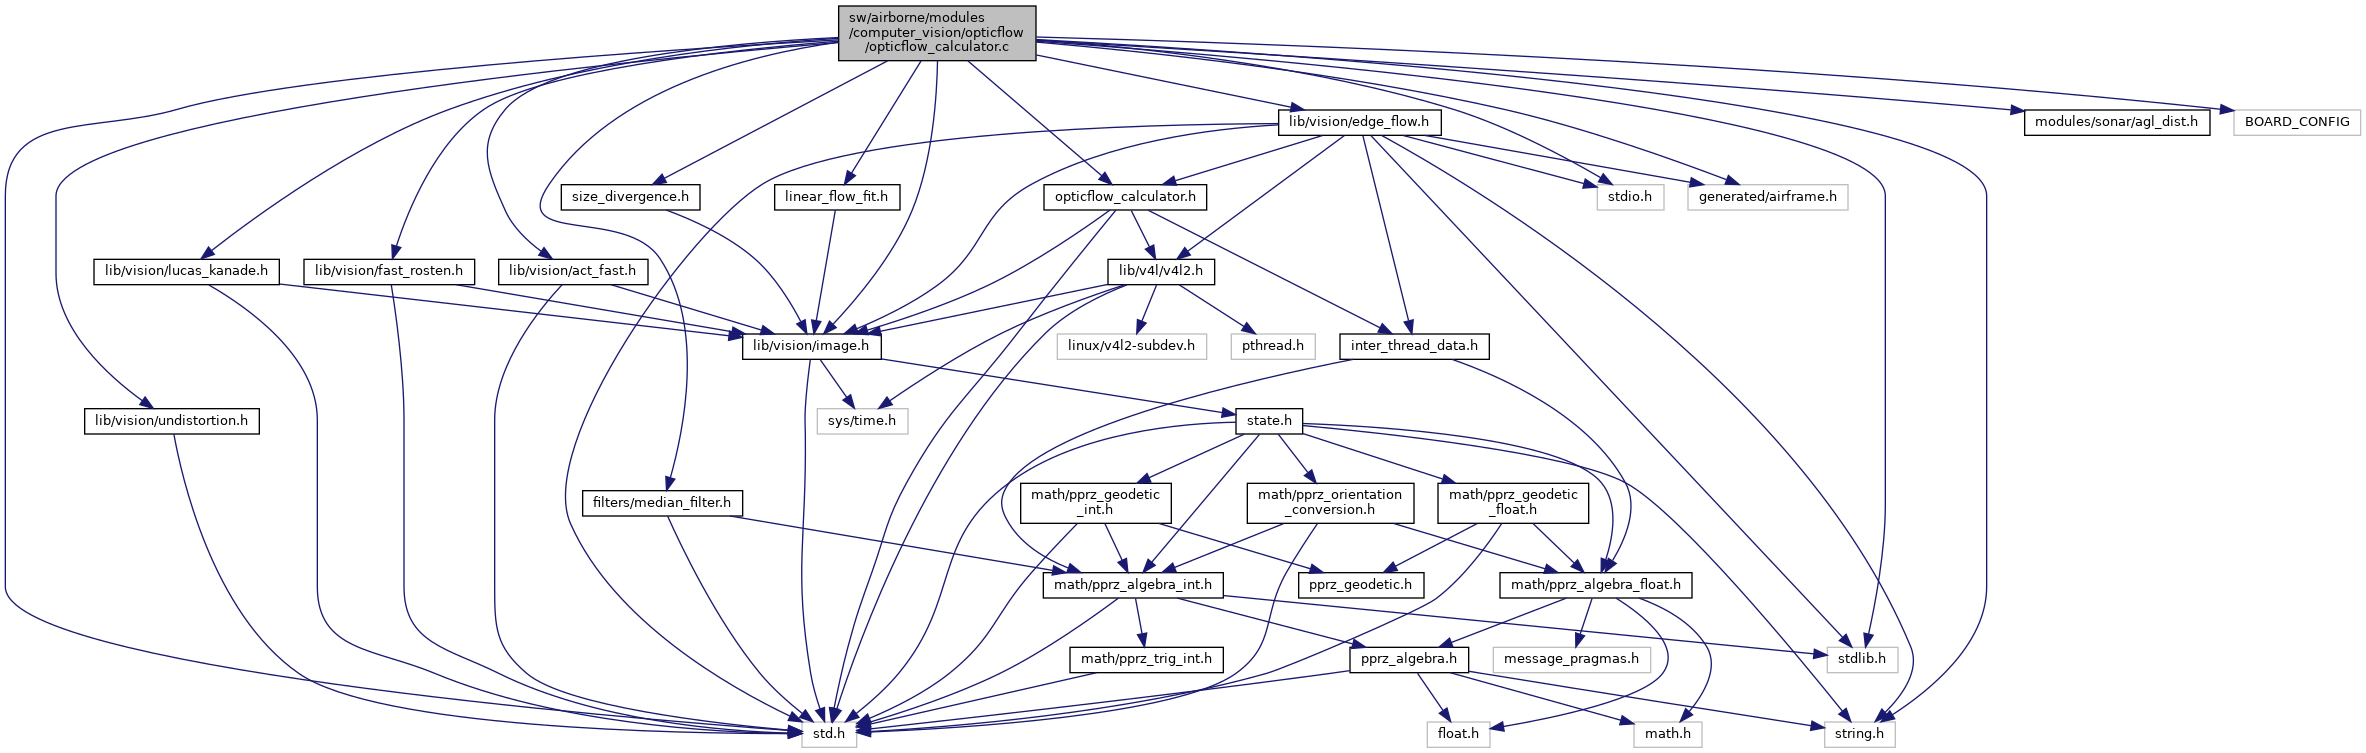 sw/airborne/modules
/computer_vision/opticflow
/opticflow_calculator.c
lib/vision/edge_flow.h
modules/sonar/agl_dist.h
BOARD_CONFIG
size_divergence.h
linear_flow_fit.h
opticflow_calculator.h
stdio.h
generated/airframe.h
lib/vision/lucas_kanade.h
lib/vision/fast_rosten.h
lib/vision/act_fast.h
lib/v4l/v4l2.h
lib/vision/image.h
linux/v4l2-subdev.h
pthread.h
inter_thread_data.h
lib/vision/undistortion.h
sys/time.h
state.h
filters/median_filter.h
math/pprz_geodetic
_int.h
math/pprz_orientation
_conversion.h
math/pprz_geodetic
_float.h
math/pprz_algebra_int.h
pprz_geodetic.h
math/pprz_algebra_float.h
math/pprz_trig_int.h
pprz_algebra.h
message_pragmas.h
stdlib.h
std.h
float.h
math.h
string.h